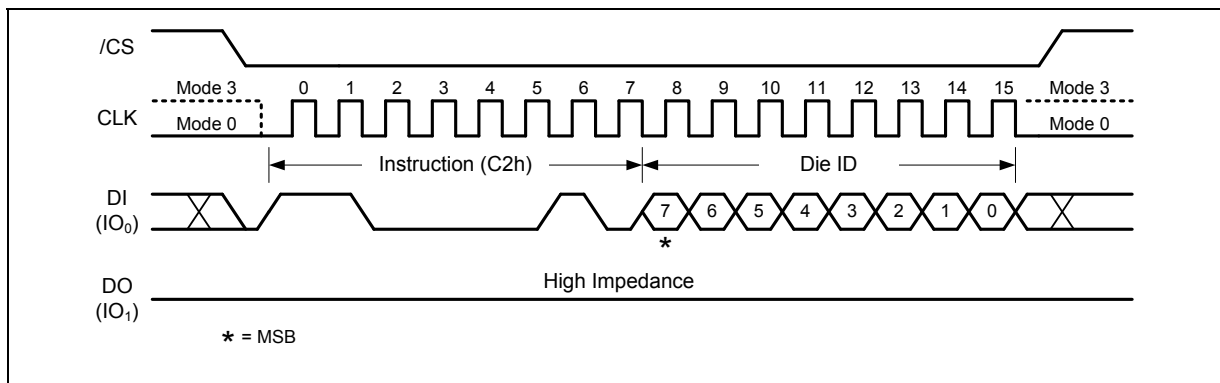 /CS
Mode 3 0 1 2 3 4 5 6 7 8 9 10 11 12 13 14 15 Mode 3
CLK
Mode 0 Mode 0
Instruction (C2h) Die ID
DI
(IO0) 7 6 5 4 3 2 1 0
*
High Impedance
DO
(IO1)
* = MSB